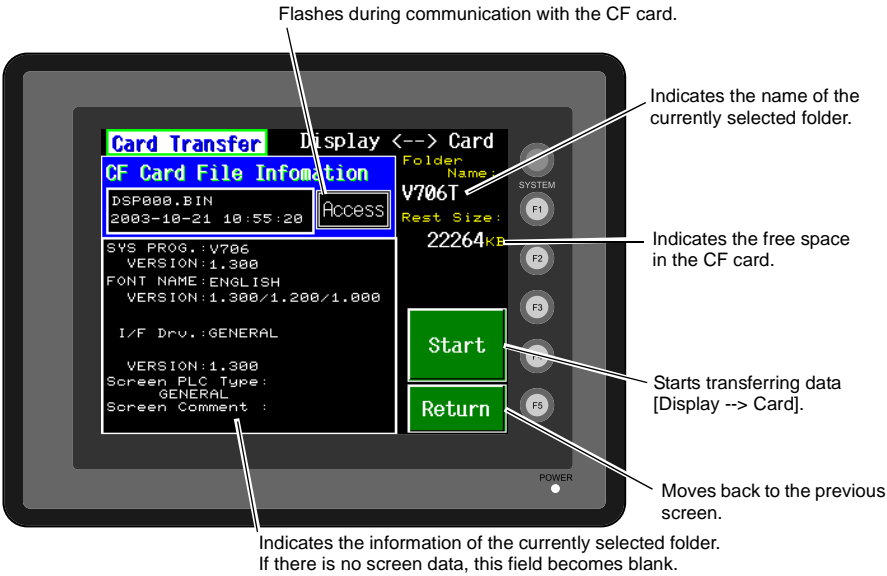 Flashes during communication with the CF card.
Indicates the name of the
currently selected folder.
Card Transfer Display <--> Card
Folder
Name:
CF Card File Infomation
V706T
DSP000.BIN
2003-10-21 10:55:20
Access
Rest Size:
22264KB
SYSTEM
F1
Indicates the free space
in the CF card.
SYS PROG.:V706
VERSION:1.300
FONT NAME:ENGLISH
VERSION:1.300/1.200/1.000
I/F Drv.:GENERAL
VERSION:1.300
Screen PLC Type:
GENERAL
Screen Comment :
F2
F3
Start
F4
Starts transferring data
[Display --> Card].
Return
F5
POWER
Moves back to the previous
screen.
Indicates the information of the currently selected folder.
If there is no screen data, this field becomes blank.